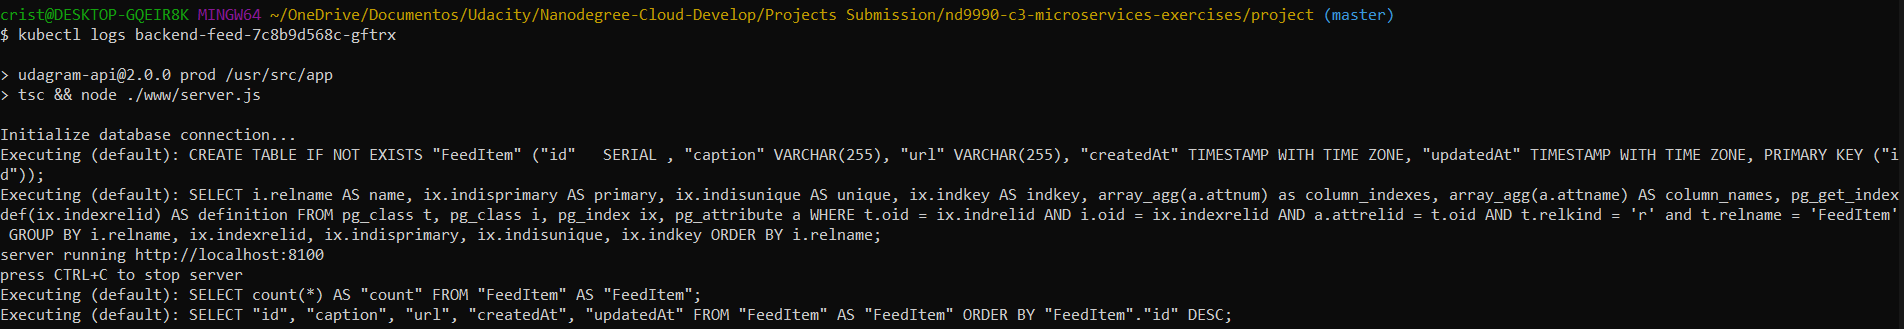 crist@DESKTOP-GQEIR8K MINGW64 ~/OneDrive/Documentos/Udacity/Nanodegree-Cloud-Develop/Projects Submission/nd9990-c3-microservices-exercises/project (master)
$ kubectl logs backend-feed-7c8b9d568c-gftrx
> udagram-api@2.0.0 prod /usr/src/app
> tsc && node ./www/server.js
Initialize database connection...
Executing (default): CREATE TABLE IF NOT EXISTS "FeedItem" ("id"   SERIAL , "caption" VARCHAR(255), "url" VARCHAR(255), "createdAt" TIMESTAMP WITH TIME ZONE, "updatedAt" TIMESTAMP WITH TIME ZONE, PRIMARY KEY ("i
d"));
Executing (default): SELECT i.relname AS name, ix.indisprimary AS primary, ix.indisunique AS unique, ix.indkey AS indkey, array_agg(a.attnum) as column_indexes, array_agg(a.attname) AS column_names, pg_get_index
def(ix.indexrelid) AS definition FROM pg_class t, pg_class i, pg_index ix, pg_attribute a WHERE t.oid = ix.indrelid AND i.oid = ix.indexrelid AND a.attrelid = t.oid AND t.relkind = 'r' and t.relname = 'FeedItem'
 GROUP BY i.relname, ix.indexrelid, ix.indisprimary, ix.indisunique, ix.indkey ORDER BY i.relname;
server running http://localhost:8100
press CTRL+C to stop server
Executing (default): SELECT count(*) AS "count" FROM "FeedItem" AS "FeedItem";
Executing (default): SELECT "id", "caption", "url", "createdAt", "updatedAt" FROM "FeedItem" AS "FeedItem" ORDER BY "FeedItem"."id" DESC;